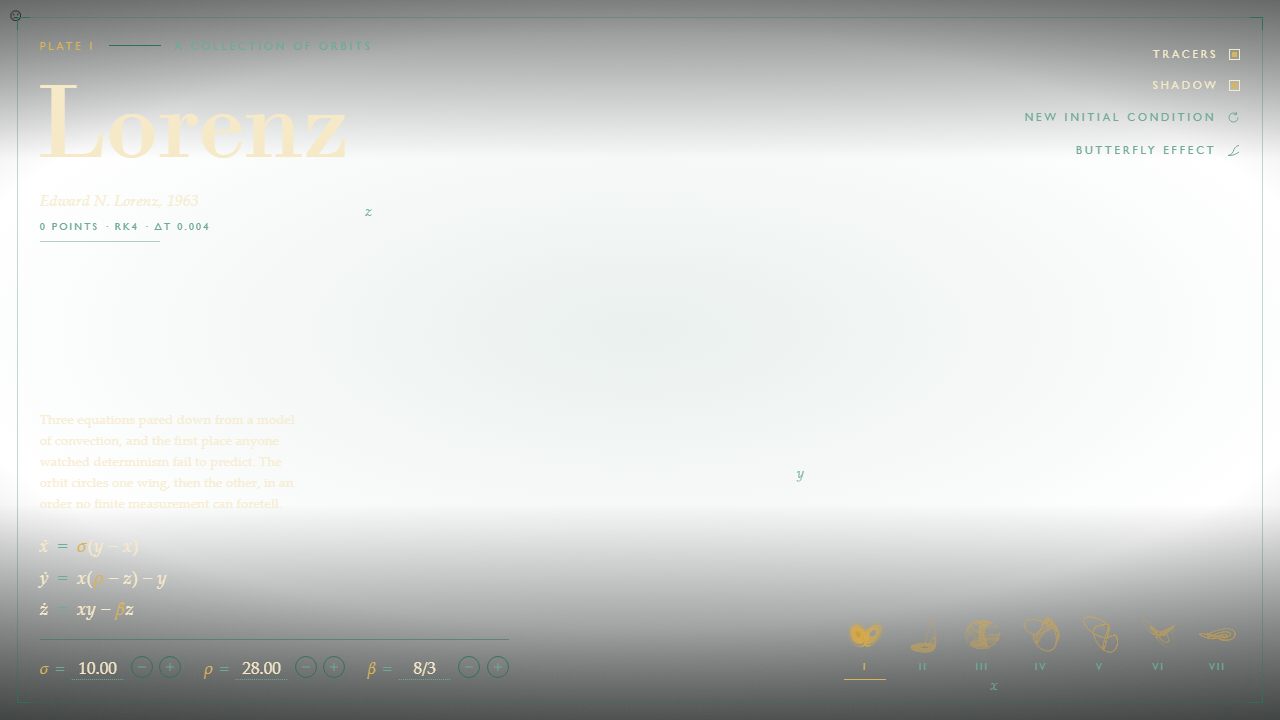 PLATE I
A COLLECTION OF ORBITS
Lorenz
Edward N. Lorenz, 1963
0 POINTS · RK4 · ΔT 0.004
TRACERS
SHADOW
NEW INITIAL CONDITION
BUTTERFLY EFFECT
z
y
x
Three equations pared down from a model
of convection, and the first place anyone
watched determinism fail to predict. The
orbit circles one wing, then the other, in an
order no finite measurement can foretell.
ẋ = σ(y − x)
ẏ = x(ρ − z) − y
ż = xy − βz
σ = 10.00 − + ρ = 28.00 − + β = 8/3 − +
I II III IV V VI VII